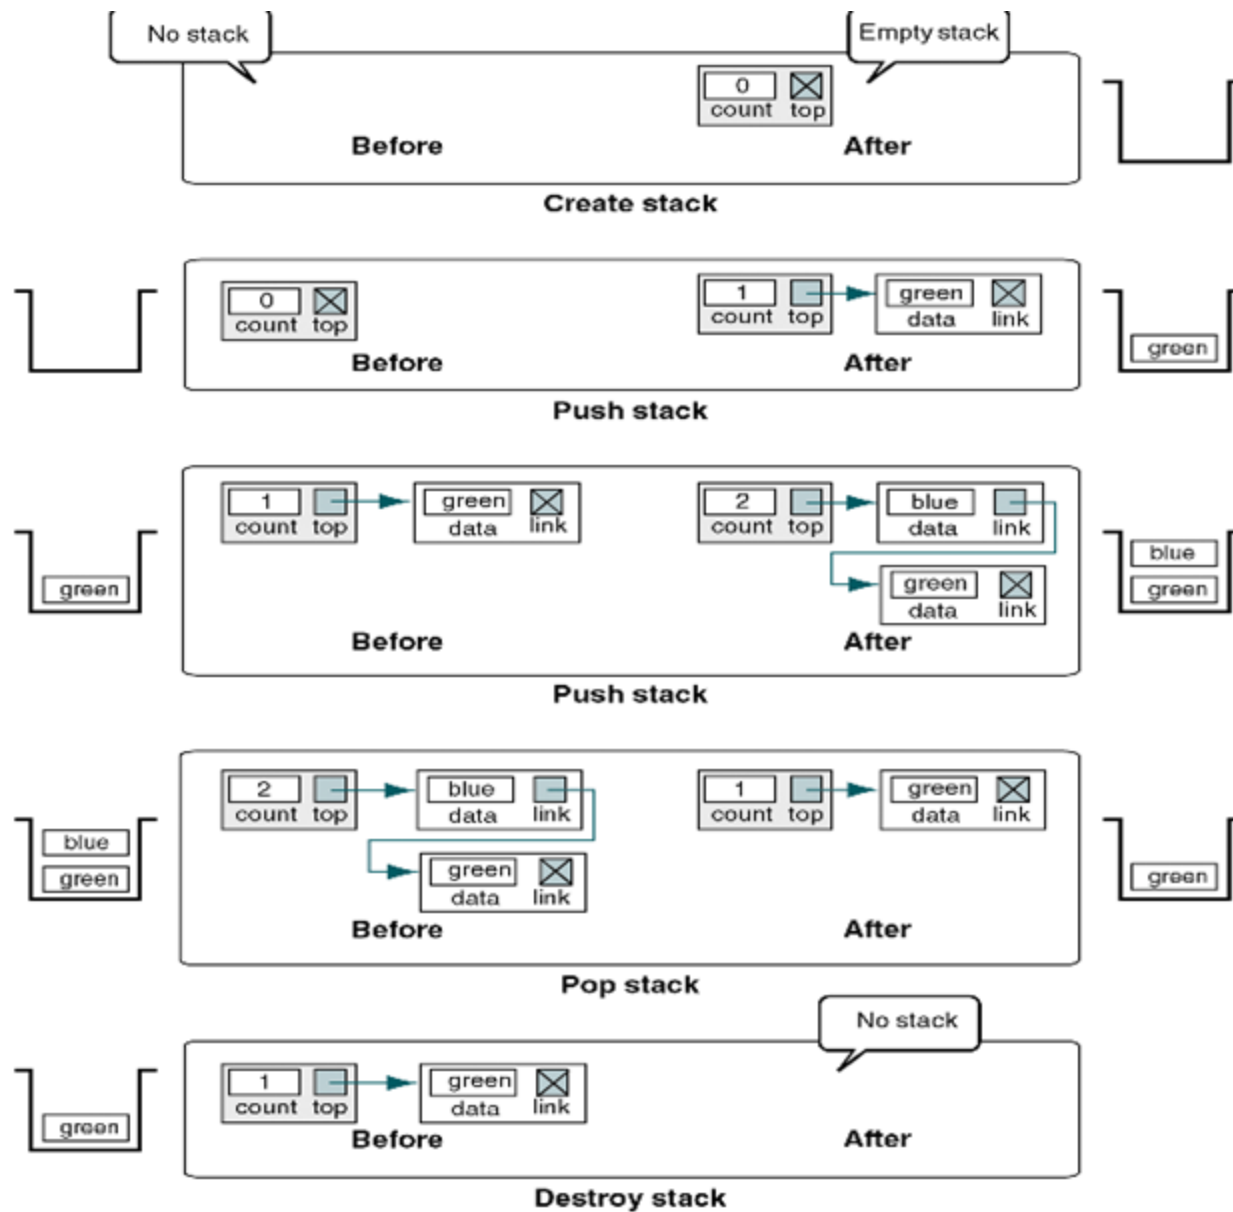 No stack
Empty stack
0
count top
Before
After
Create stack
0
count top
Before
1
count top
green
data link
After
green
Push stack
green
1
count top
green
data link
Before
2
count top
blue
data link
green
data link
After
blue
green
Push stack
blue
green
2
count top
blue
data link
green
data link
Before
1
count top
green
data link
After
green
Pop stack
No stack
green
1
count top
green
data link
Before
After
Destroy stack